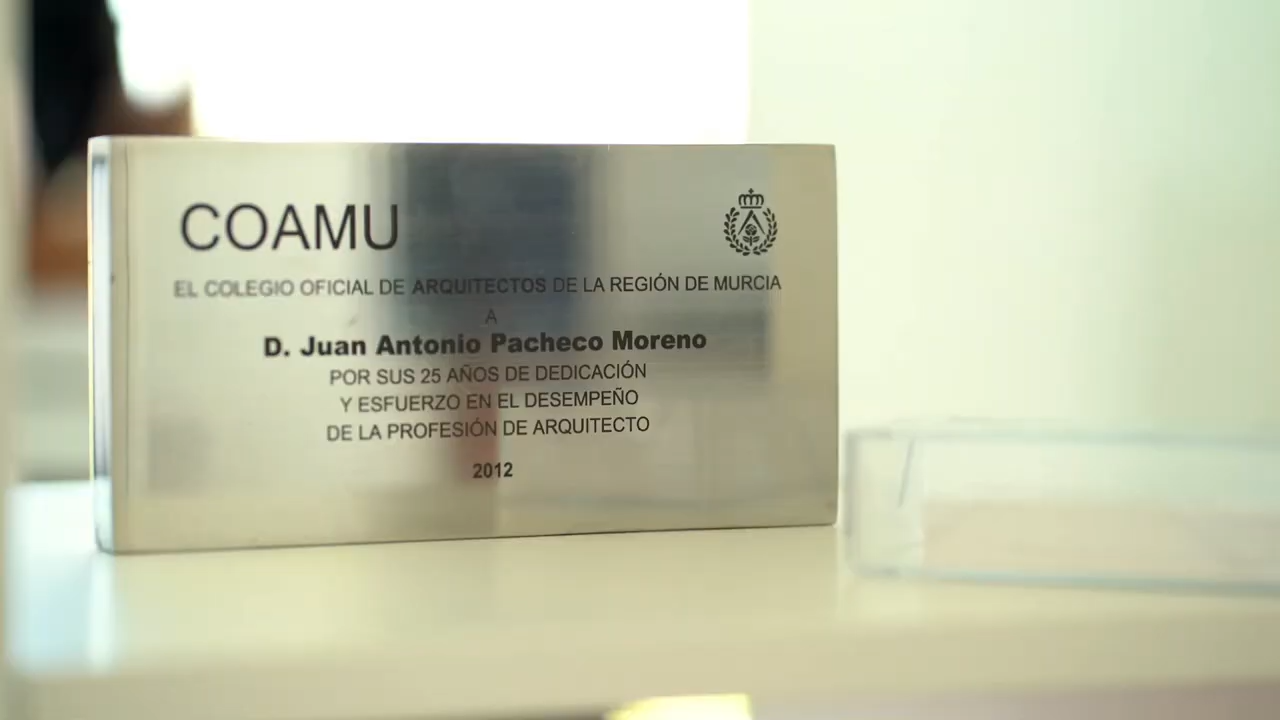 COAMU
EL COLEGIO OFICIAL DE ARQUITECTOS DE LA REGIÓN DE MURCIA
A
D. Juan Antonio Pacheco Moreno
POR SUS 25 AÑOS DE DEDICACIÓN
Y ESFUERZO EN EL DESEMPEÑO
DE LA PROFESIÓN DE ARQUITECTO
2012